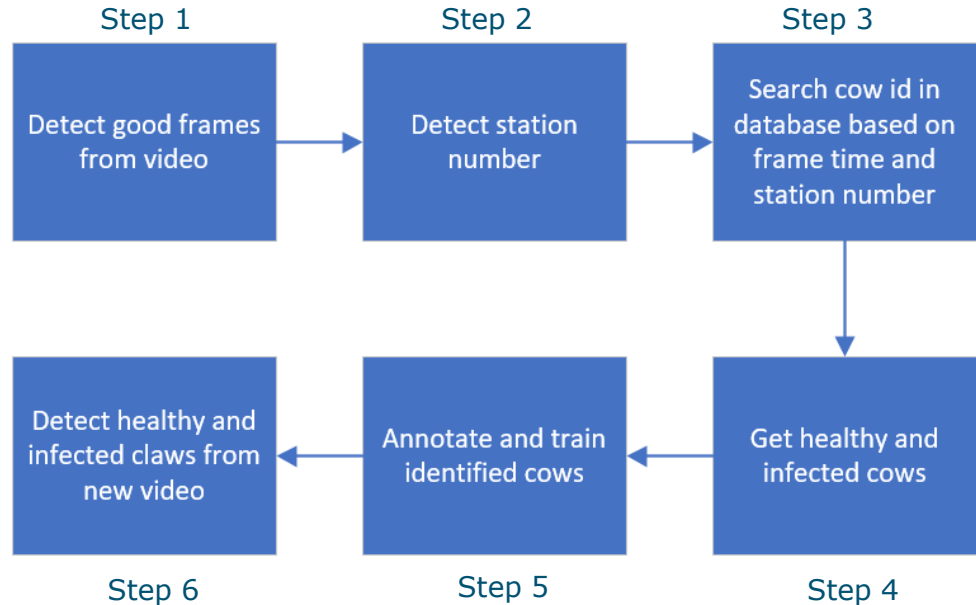 Step 1
Detect good frames
from video
Step 2
Detect station
number
Step 3
Search cow id in
database based on
frame time and
station number
Get healthy and
infected cows
Step 4
Annotate and train
identified cows
Step 5
Detect healthy and
infected claws from
new video
Step 6